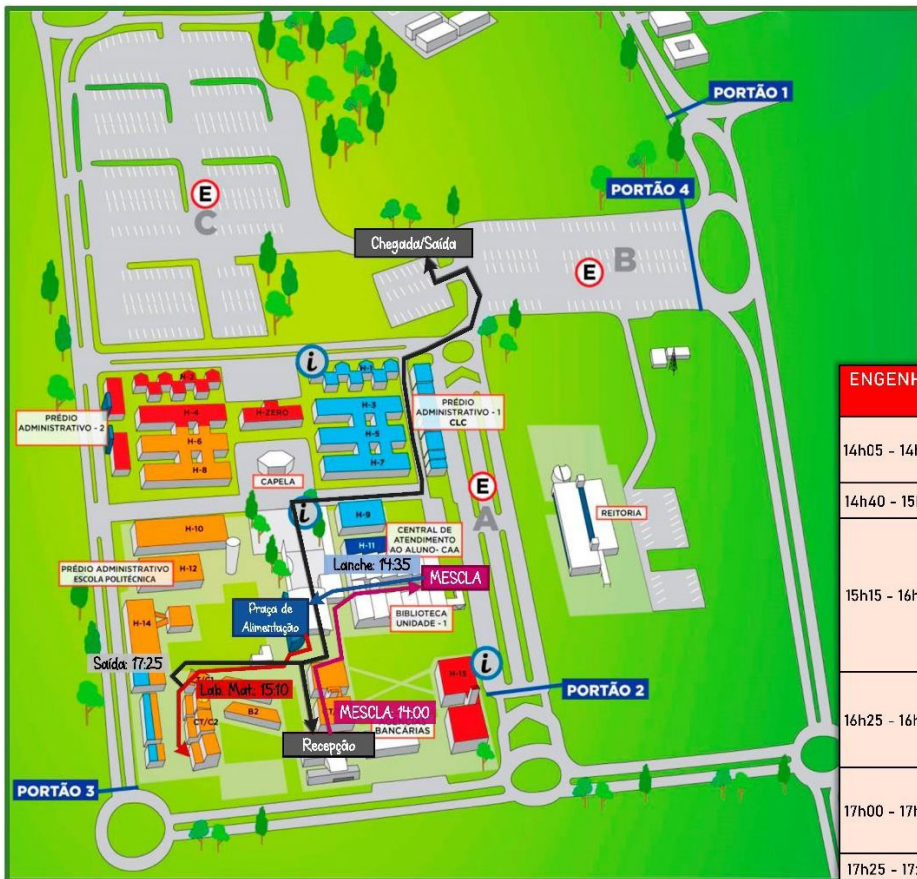 PORTÃO 1
PORTÃO 4
Chegada/Saída
E
C
E
B
i
H-2
H-1
H-4
H-ZERO
H-3
PRÉDIO
ADMINISTRATIVO - 2
PRÉDIO
ADMINISTRATIVO - 1
CLC
H-6
H-5
H-8
H-7
CAPELA
E
A
i
H-9
REITORIA
H-10
H-11
CENTRAL DE
ATENDIMENTO
AO ALUNO- CAA
PRÉDIO ADMINISTRATIVO
ESCOLA POLITÉCNICA
H-12
Lanche: 14:35
MESCLA
Praça de
Alimentação
BIBLIOTECA
UNIDADE - 1
H-14
Saída: 17:25
Lab. Mat: 15:10
H-15
i
PORTÃO 2
CT/C2
B2
MESCLA: 14:00
BANCÁRIAS
Recepção
PORTÃO 3
ENGENH
14h05 - 14h
14h40 - 15
15h15 - 16h
16h25 - 16h
17h00 - 17h
17h25 - 17: